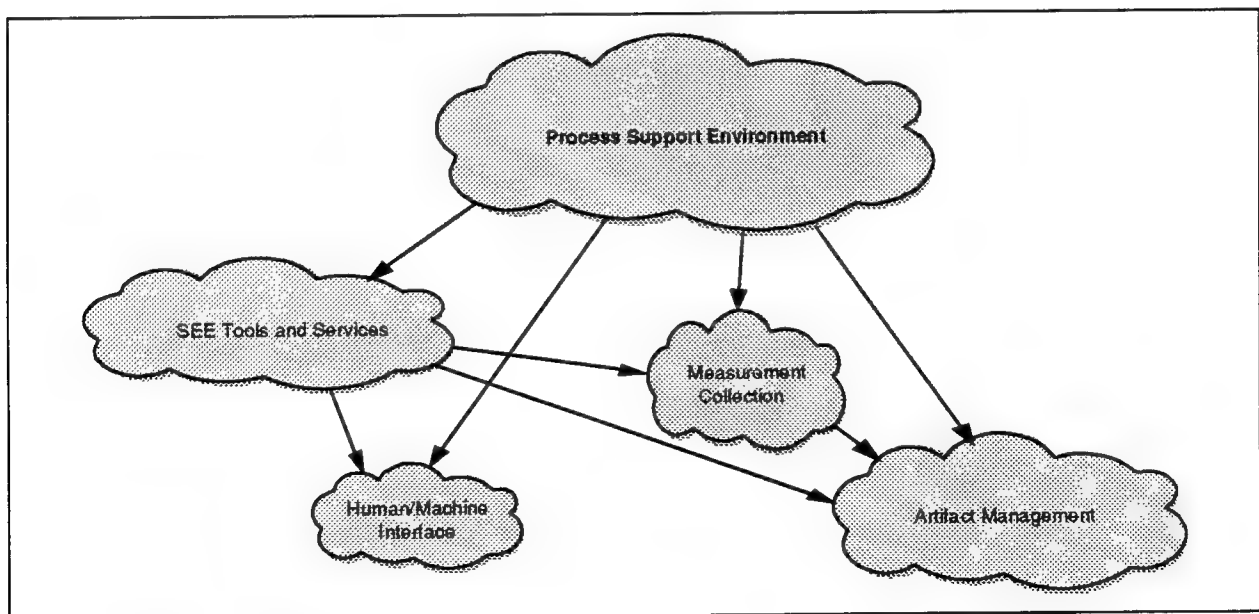 Process Support Environment
SEE Tools and Services
Measurement
Collection
Human/Machine
Interface
Artifact Management